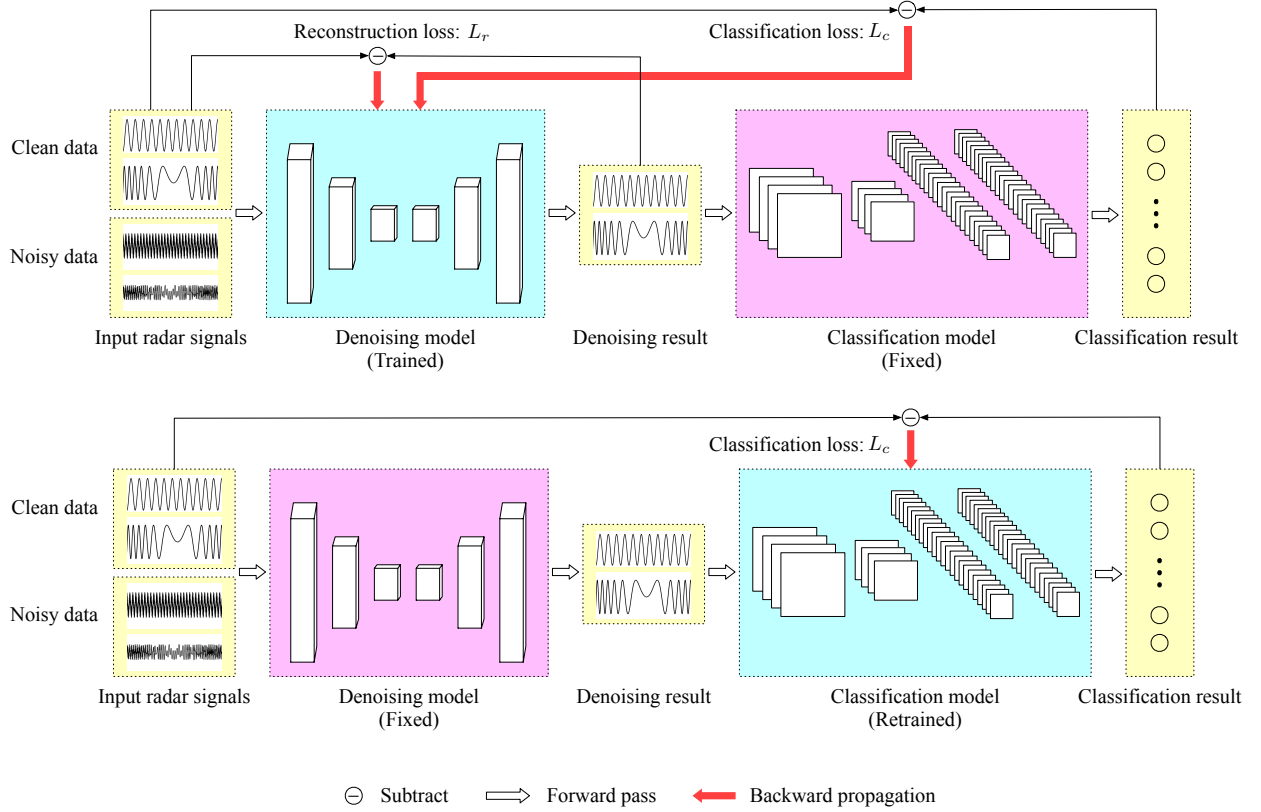 Reconstruction loss: L_r
Classification loss: L_c
Clean data
Noisy data
Input radar signals
Denoising model
(Trained)
Denoising result
Classification model
(Fixed)
Classification result
Classification loss: L_c
Clean data
Noisy data
Input radar signals
Denoising model
(Fixed)
Denoising result
Classification model
(Retrained)
Classification result
Subtract
Forward pass
Backward propagation